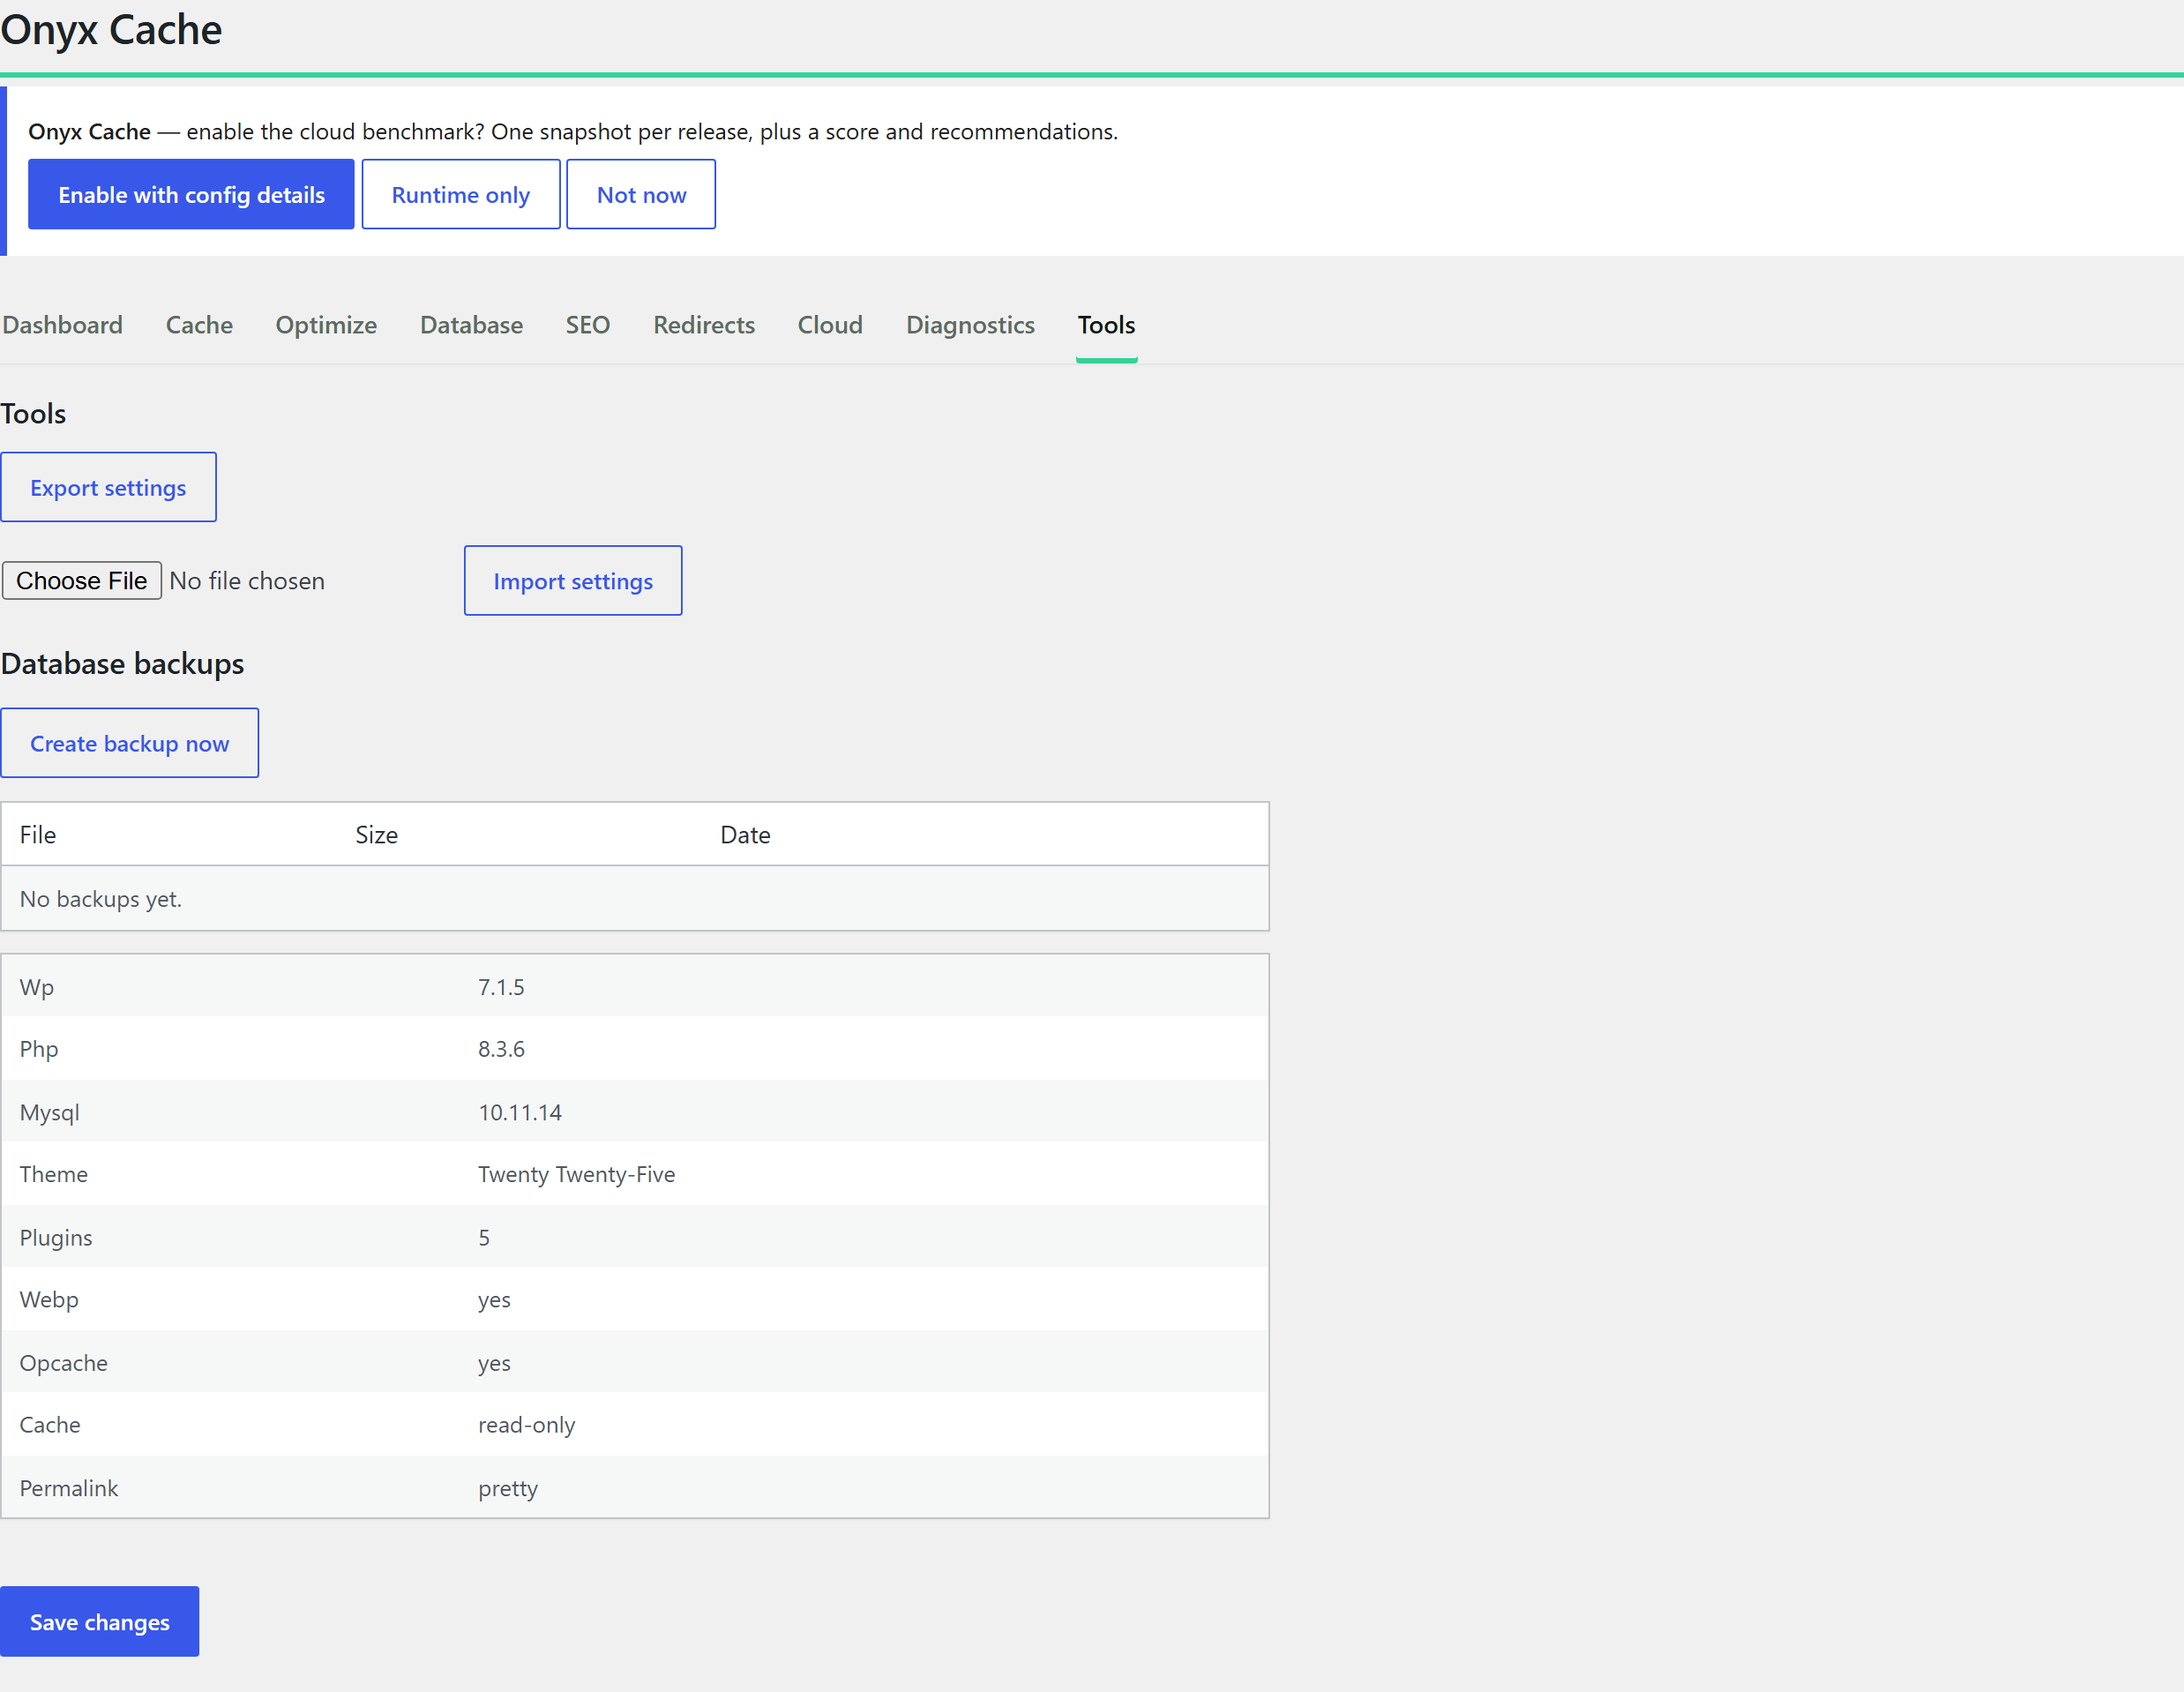 Onyx Cache
Onyx Cache — enable the cloud benchmark? One snapshot per release, plus a score and recommendations.
Enable with config details Runtime only Not now
Dashboard Cache Optimize Database SEO Redirects Cloud Diagnostics Tools
Tools
Export settings
Choose File No file chosen Import settings
Database backups
Create backup now
File Size Date
No backups yet.
Wp 7.1.5
Php 8.3.6
Mysql 10.11.14
Theme Twenty Twenty-Five
Plugins 5
Webp yes
Opcache yes
Cache read-only
Permalink pretty
Save changes